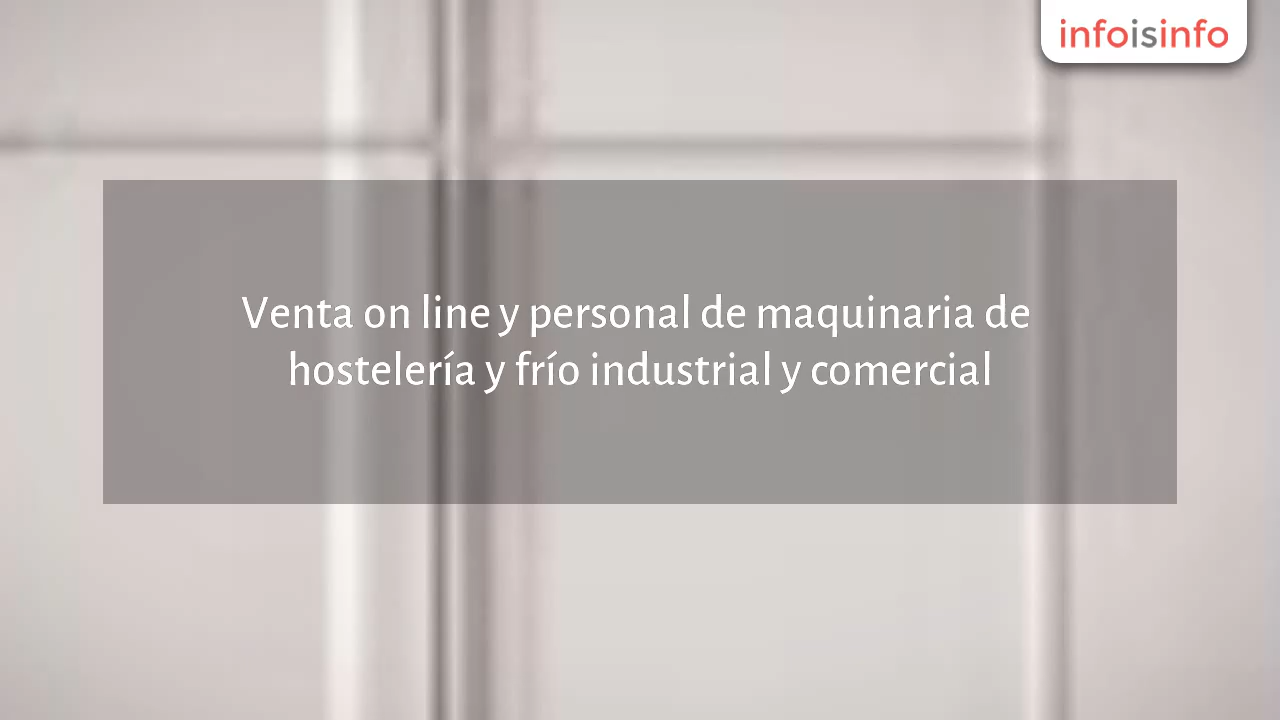 infoisinfo
Venta on line y personal de maquinaria de
hostelería y frío industrial y comercial